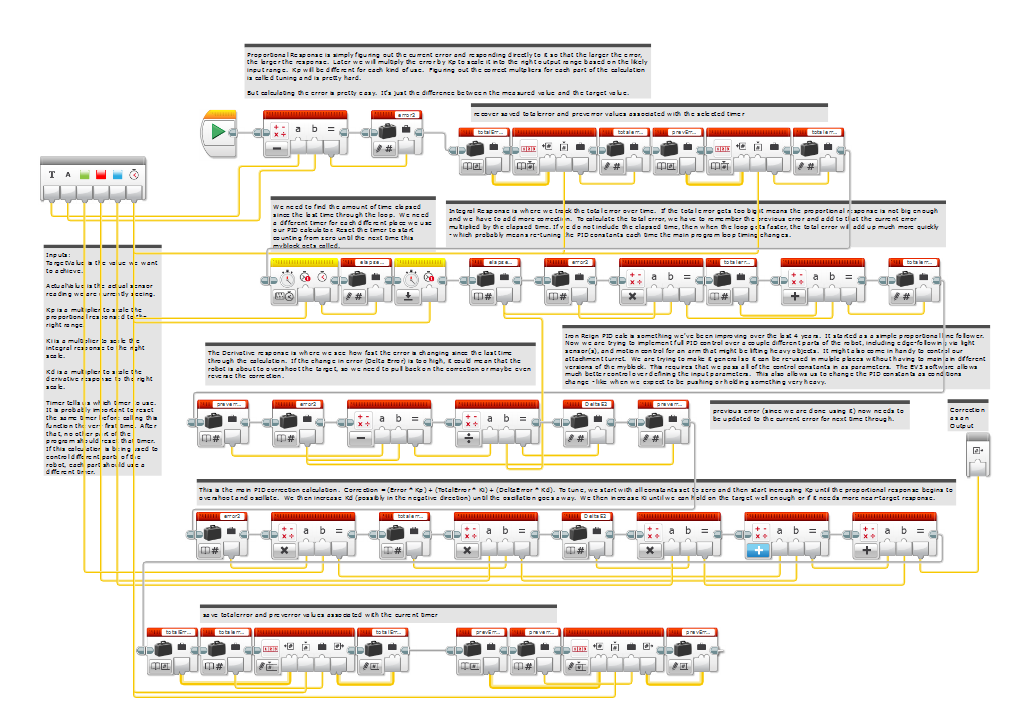 Proportional Response is simply figuring out the current error and responding directly to it so that the larger the error,
the larger the response. Later we will multiply the error by Kp to scale it into the right output range based on the likely
input range. Kp will be different for each kind of use. Figuring out the correct multipliers for each part of the calculation
is called tuning and is pretty hard.
But calculating the error is pretty easy. It's just the difference between the measured value and the target value.
recover saved totalerror and preverror values associated with the selected timer
error2
a b =
totalEr...
totaler...
prevEr...
totaler...
T A
We need to find the amount of time elapsed
since the last time through the loop. We need
a different timer for each different place we use
our PID calculator. Reset the timer to start
counting from zero until the next time this
myblock gets called.
Integral Response is where we track the total error over time. If the total error gets too big it means the proportional response is not big enough
and we have to add more correction. To calculate the total error, we have to remember the previous error and add to that the current error
multiplied by the elapsed time. If we do not include the elapsed time, then when the loop gets faster, the total error will add up much more quickly
- which probably means re-tuning the PID constants each time the main program loop timing changes.
Inputs:
TargetValue is the value we want
to achieve.
ActualValue is the actual sensor
reading we are currently seeing.
Kp is a multiplier to scale the
proportional response to the
right range.
Ki is a multiplier to scale the
integral response to the right
scale.
Kd is a multiplier to scale the
derivative response to the right
scale.
Timer tells us which timer to use.
It is probably important to reset
the same timer before calling this
function the very first time. After
that, no other part of the
program should reset that timer.
If this calculation is being used to
control different parts of the
robot, each part should use a
different timer.
elapse...
elapse...
error2
a b =
totaler...
a b =
totaler...
Iron Reign PID calc is something we've been improving over the last 4 years. It started as a simple proportional line follower.
Now we are trying to implement full PID control over a couple different parts of the robot, including edge-following via light
sensor(s), and motion control for an arm that might be lifting heavy objects. It might also come in handy to control our
attachment turret. We are trying to make it general so it can be re-used in muliple places without having to maintain different
versions of the myblock. This requires that we pass all of the control constants in as parameters. The EV3 software allows
much better control over defining the input parameters. This also allows us to change the PID constants as conditions
change - like when we expect to be pushing or holding something very heavy.
The Derivative response is where we see how fast the error is changing since the last time
through the calculation. If the change in error (Delta Error) is too high, it could mean that the
robot is about to overshoot the target, so we need to pull back on the correction or maybe even
reverse the correction.
previous error (since we are done using it) now needs to
be updated to the current error for next time through.
Correction
as an
Output
prever...
error2
a b =
a b =
DeltaE2
prever...
This is the main PID correction calculation. Correction = (Error * Kp) + (TotalError * Ki) + (DeltaError * Kd). To tune, we start with all constants set to zero and then start increasing Kp until the proportional response begins to
overshoot and oscillate. We then increase Kd (possibly in the negative direction) until the oscillation goes away. We then increase Ki until we can hold on the target well enough or if it needs more near-target response.
error2
a b =
totaler...
a b =
DeltaE2
a b =
a b =
a b =
save totalerror and preverror values associated with the current timer
totalEr...
totaler...
totalEr...
prevEr...
prever...
prevEr...